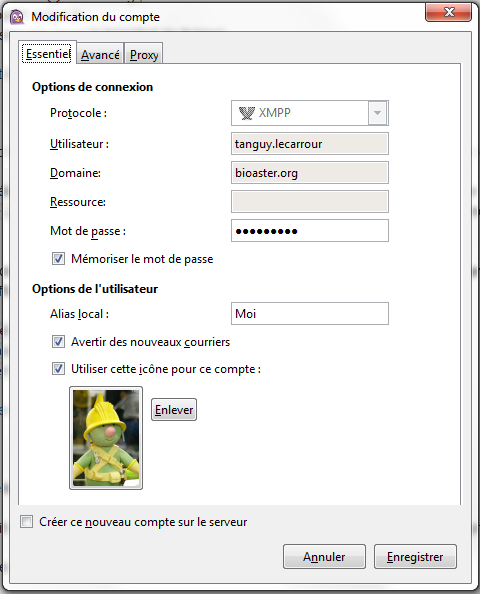 Modification du compte
Essentiel Avancé Proxy
Options de connexion
Protocole : XMPP
Utilisateur : tanguy.lecarrour
Domaine: bioaster.org
Ressource:
Mot de passe : ●●●●●●●●●
Mémoriser le mot de passe
Options de l'utilisateur
Alias local : Moi
Avertir des nouveaux courriers
Utiliser cette icône pour ce compte :
Enlever
Créer ce nouveau compte sur le serveur
Annuler Enregistrer